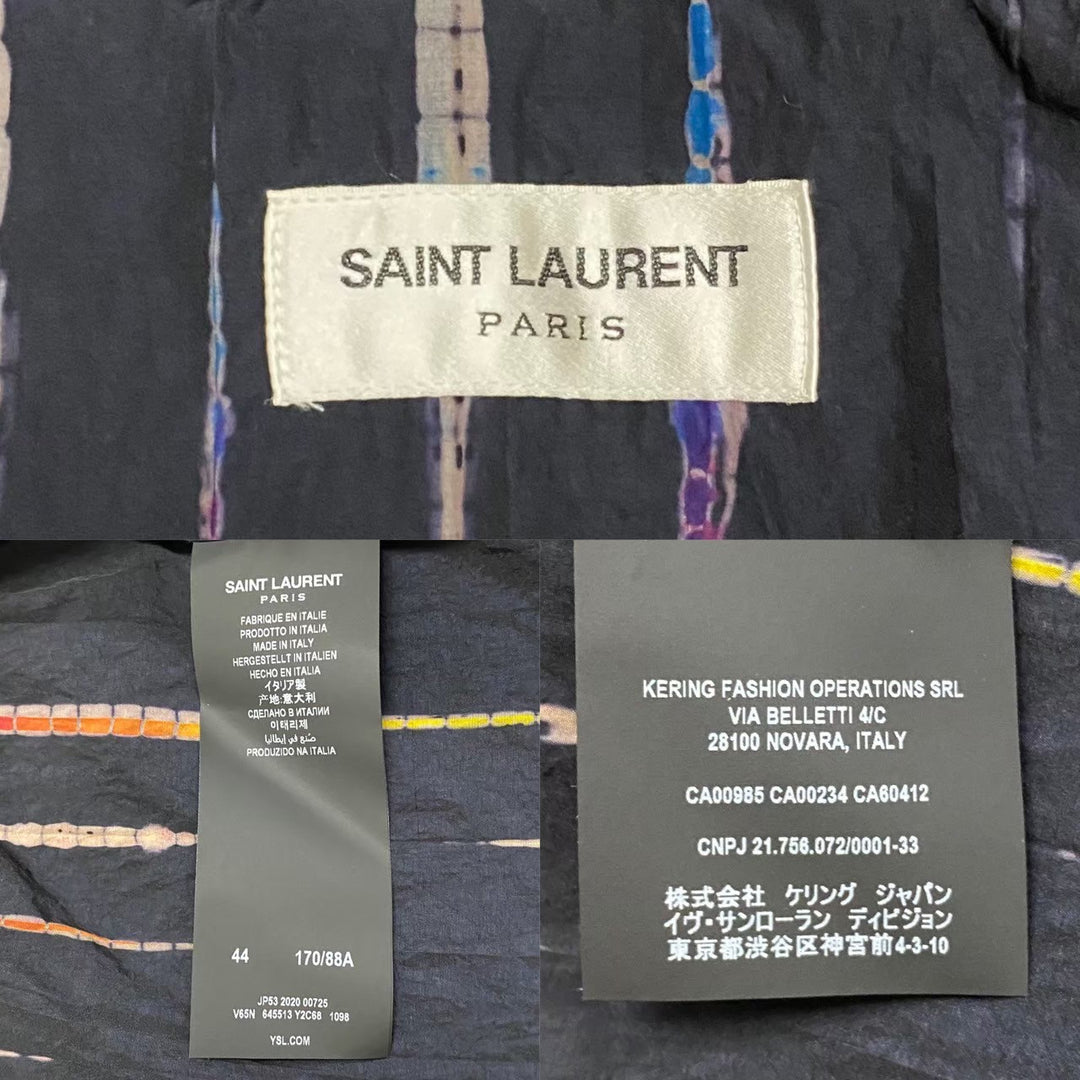 SAINT LAURENT
PARIS
SAINT LAURENT
PARIS
FABRIQUE EN ITALIE
PRODOTTO IN ITALIA
MADE IN ITALY
HERGESTELLT IN ITALIEN
HECHO EN ITALIA
イタリア製
产地:意大利
СДЕЛАНО В ИТАЛИИ
이태리제
صنع في إيطاليا
PRODUZIDO NA ITALIA
44 170/88A
JP53 2020 00725
V65N 645513 Y2C68 1098
YSL.COM
KERING FASHION OPERATIONS SRL
VIA BELLETTI 4/C
28100 NOVARA, ITALY
CA00985 CA00234 CA60412
CNPJ 21.756.072/0001-33
株式会社 ケリング ジャパン
イヴ・サンローラン ディビジョン
東京都渋谷区神宮前4-3-10